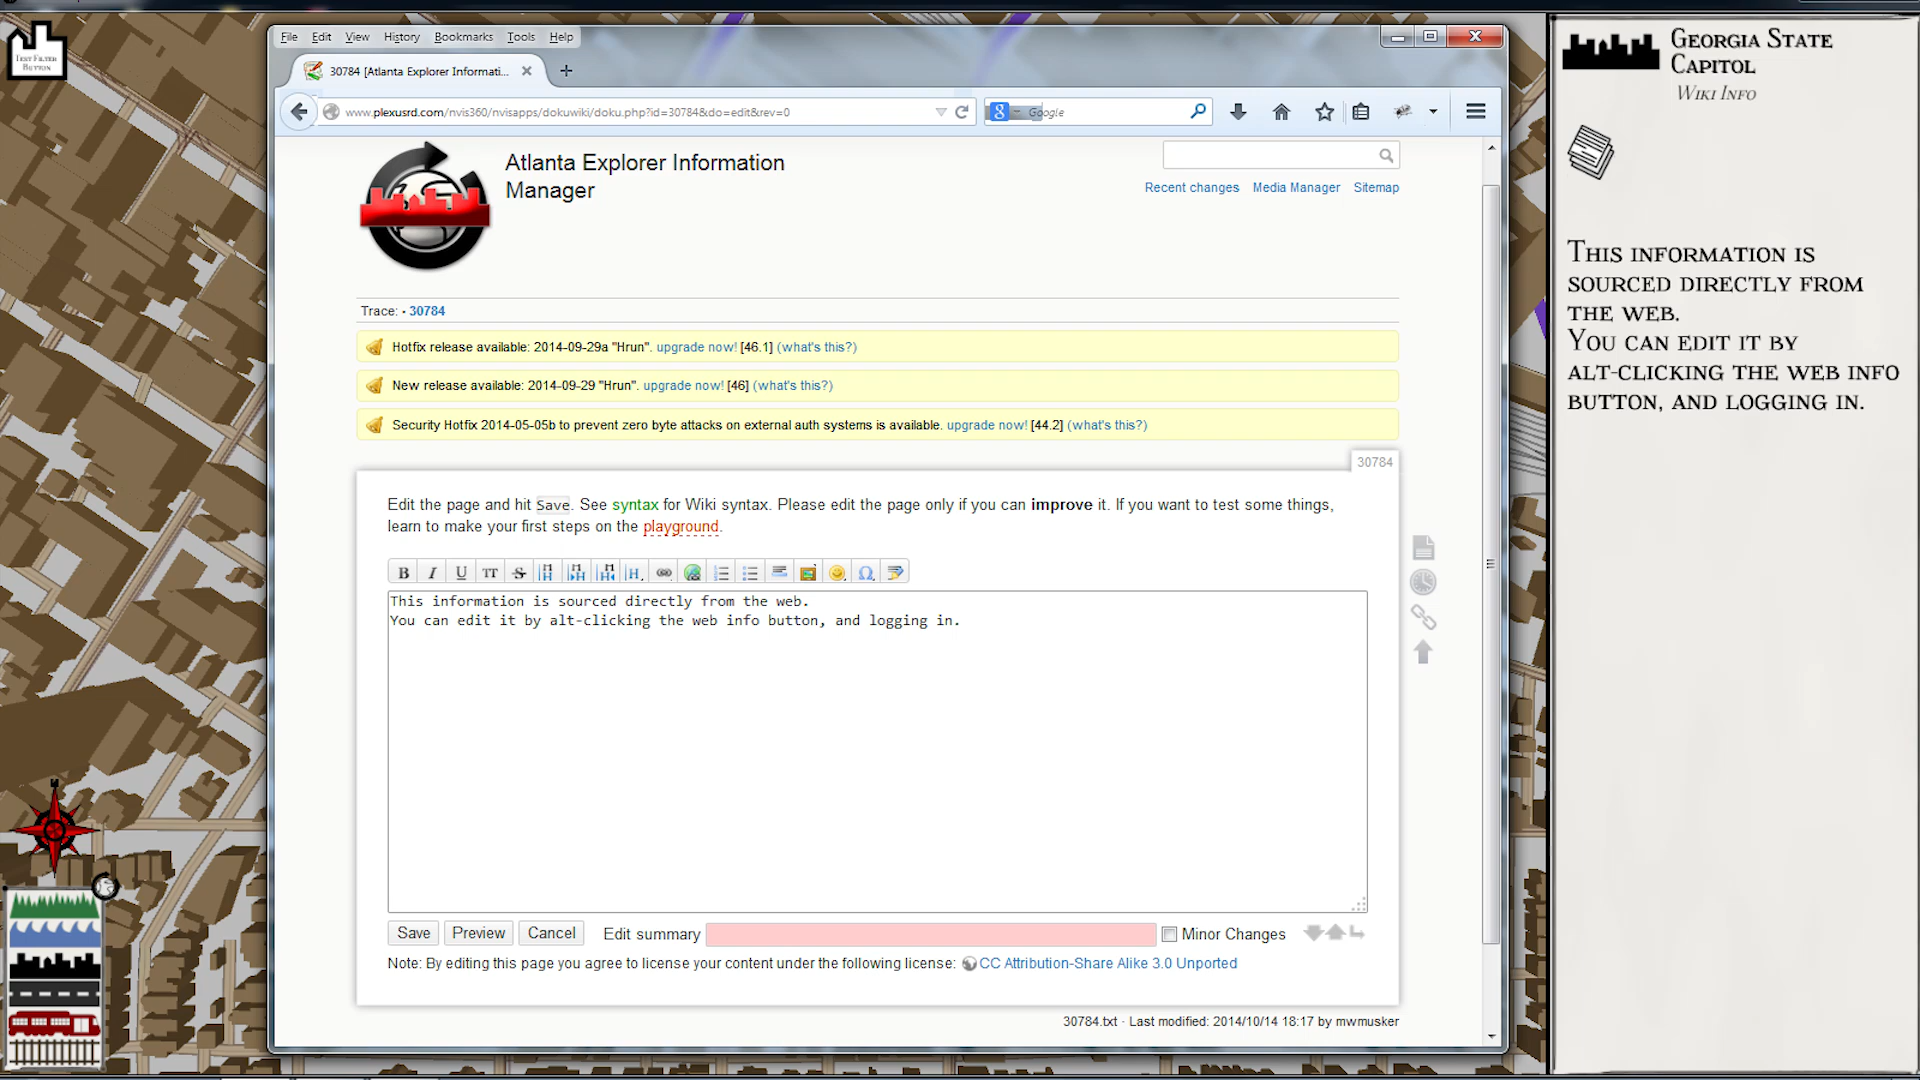 Text Filter
Button
File Edit View History Bookmarks Tools Help
30784 [Atlanta Explorer Informati...
www.plexusrd.com/nvis360/nvisapps/dokuwiki/doku.php?id=30784&do=edit&rev=0
Google
Atlanta Explorer Information
Manager
Recent changes Media Manager Sitemap
Trace: • 30784
Hotfix release available: 2014-09-29a "Hrun". upgrade now! [46.1] (what's this?)
New release available: 2014-09-29 "Hrun". upgrade now! [46] (what's this?)
Security Hotfix 2014-05-05b to prevent zero byte attacks on external auth systems is available. upgrade now! [44.2] (what's this?)
30784
Edit the page and hit Save. See syntax for Wiki syntax. Please edit the page only if you can improve it. If you want to test some things,
learn to make your first steps on the playground.
This information is sourced directly from the web.
You can edit it by alt-clicking the web info button, and logging in.
Save Preview Cancel Edit summary Minor Changes
Note: By editing this page you agree to license your content under the following license: CC Attribution-Share Alike 3.0 Unported
30784.txt · Last modified: 2014/10/14 18:17 by mwmusker
Georgia State
Capitol
Wiki Info
This information is
sourced directly from
the web.
You can edit it by
alt-clicking the web info
button, and logging in.